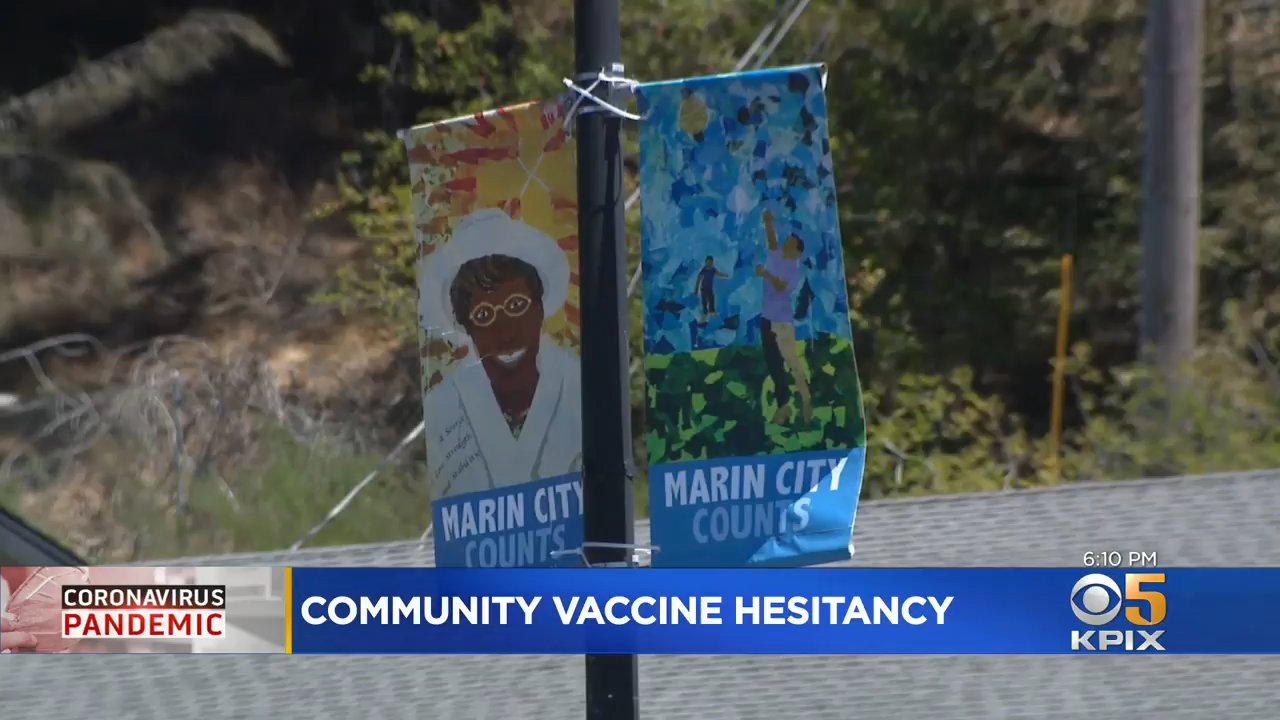 MARIN CITY
COUNTS
MARIN CITY
COUNTS
6:10 PM
CORONAVIRUS
PANDEMIC
COMMUNITY VACCINE HESITANCY
5
KPIX